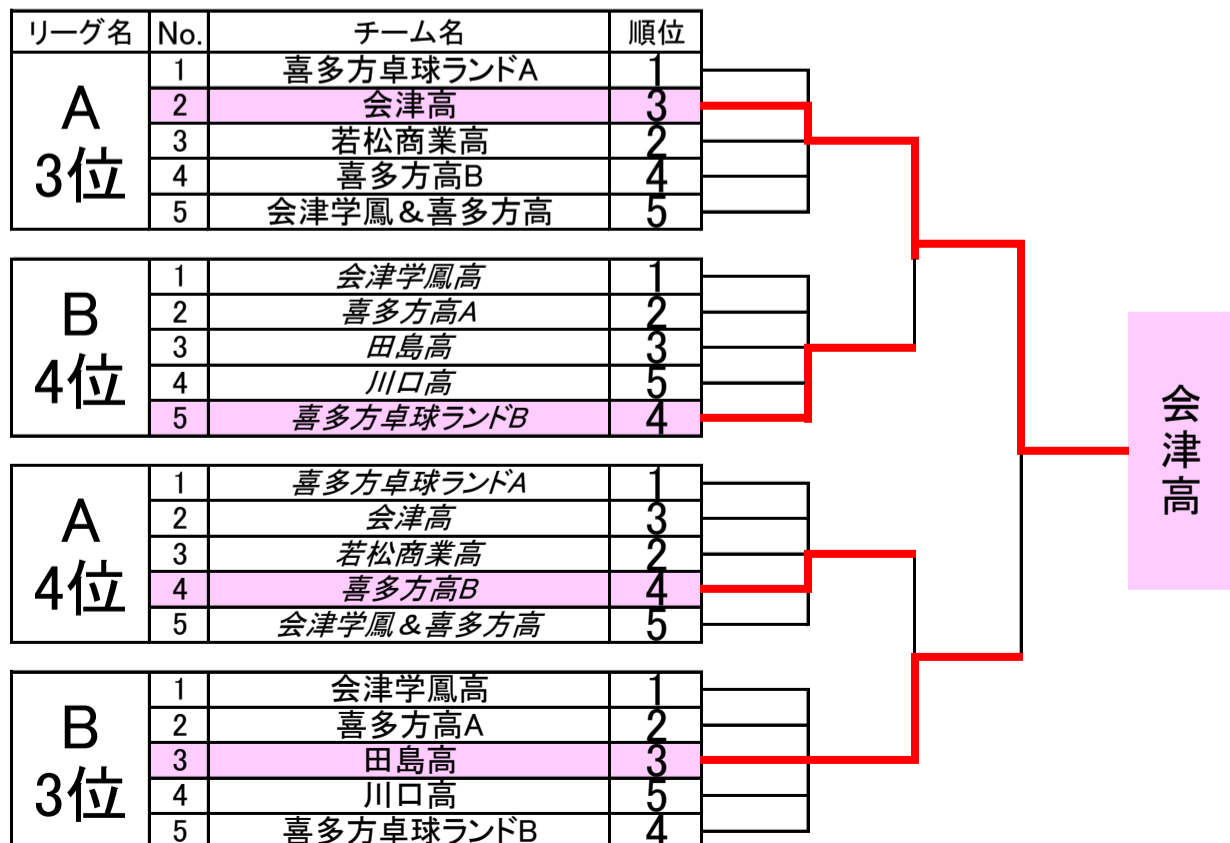 リーグ名 No. チーム名 順位
A 3位
1 喜多方卓球ランドA 1
2 会津高 3
3 若松商業高 2
4 喜多方高B 4
5 会津学鳳&喜多方高 5
B 4位
1 会津学鳳高 1
2 喜多方高A 2
3 田島高 3
4 川口高 5
5 喜多方卓球ランドB 4
A 4位
1 喜多方卓球ランドA 1
2 会津高 3
3 若松商業高 2
4 喜多方高B 4
5 会津学鳳&喜多方高 5
B 3位
1 会津学鳳高 1
2 喜多方高A 2
3 田島高 3
4 川口高 5
5 喜多方卓球ランドB 4
会津高